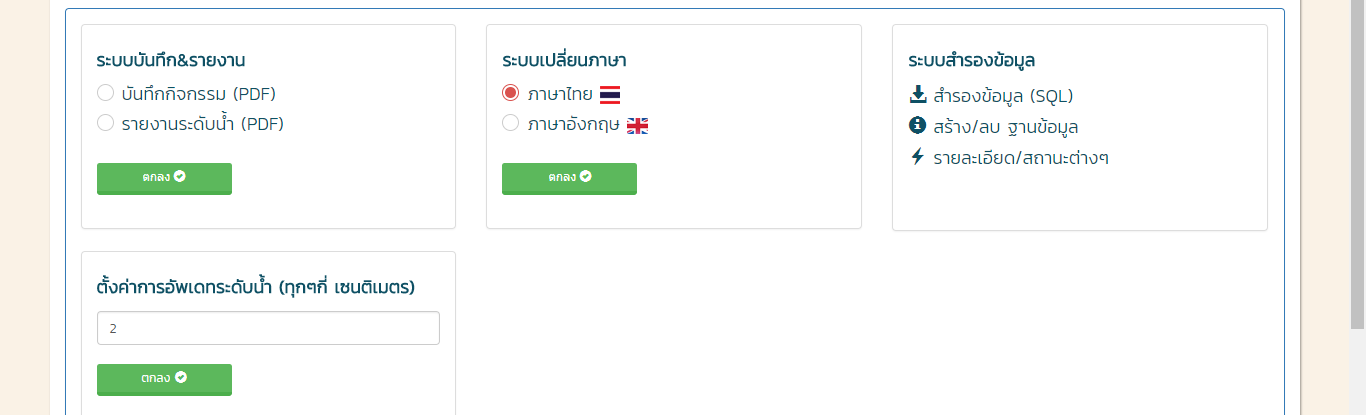 ระบบบันทึก&รายงาน
บันทึกกิจกรรม (PDF)
รายงานระดับน้ำ (PDF)
ตกลง
ระบบเปลี่ยนภาษา
ภาษาไทย
ภาษาอังกฤษ
ตกลง
ระบบสำรองข้อมูล
สำรองข้อมูล (SQL)
สร้าง/ลบ ฐานข้อมูล
รายละเอียด/สถานะต่างๆ
ตั้งค่าการอัพเดทระดับน้ำ (ทุกๆกี่ เซนติเมตร)
2
ตกลง